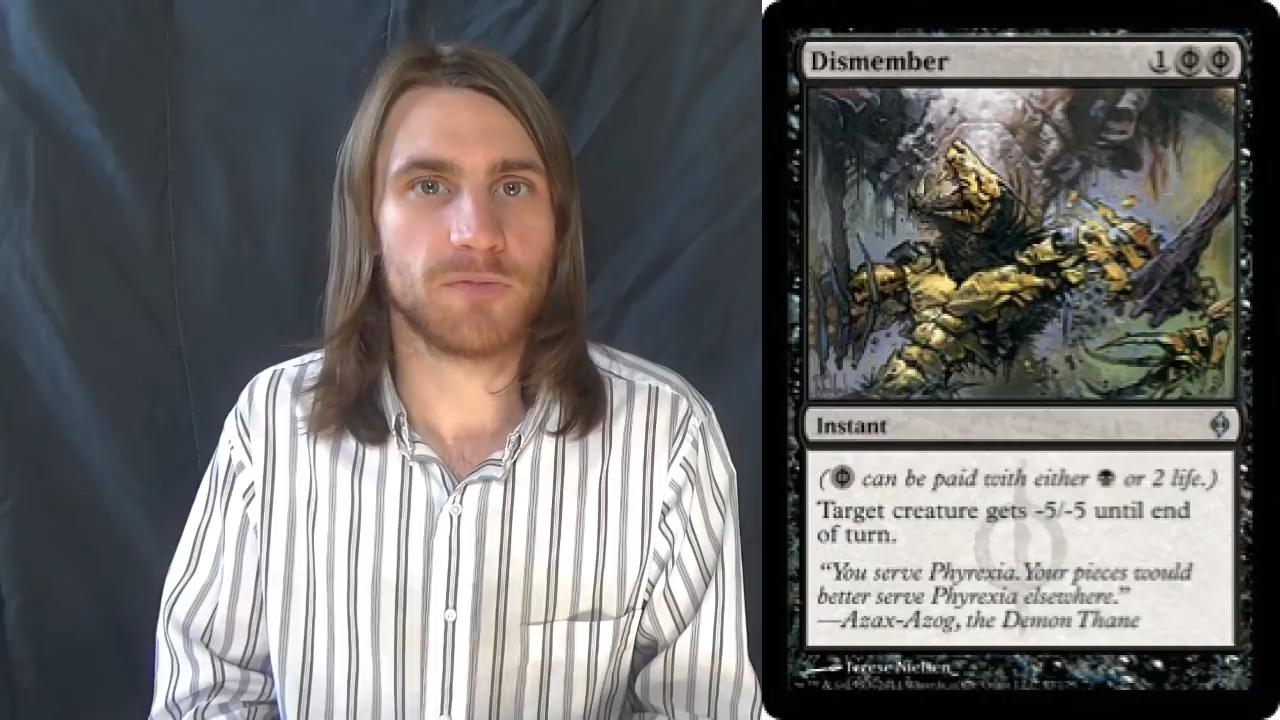 Dismember 1
Instant
( can be paid with either or 2 life.)
Target creature gets -5/-5 until end
of turn.
"You serve Phyrexia. Your pieces would
better serve Phyrexia elsewhere."
—Azax-Azog, the Demon Thane
Terese Nielsen